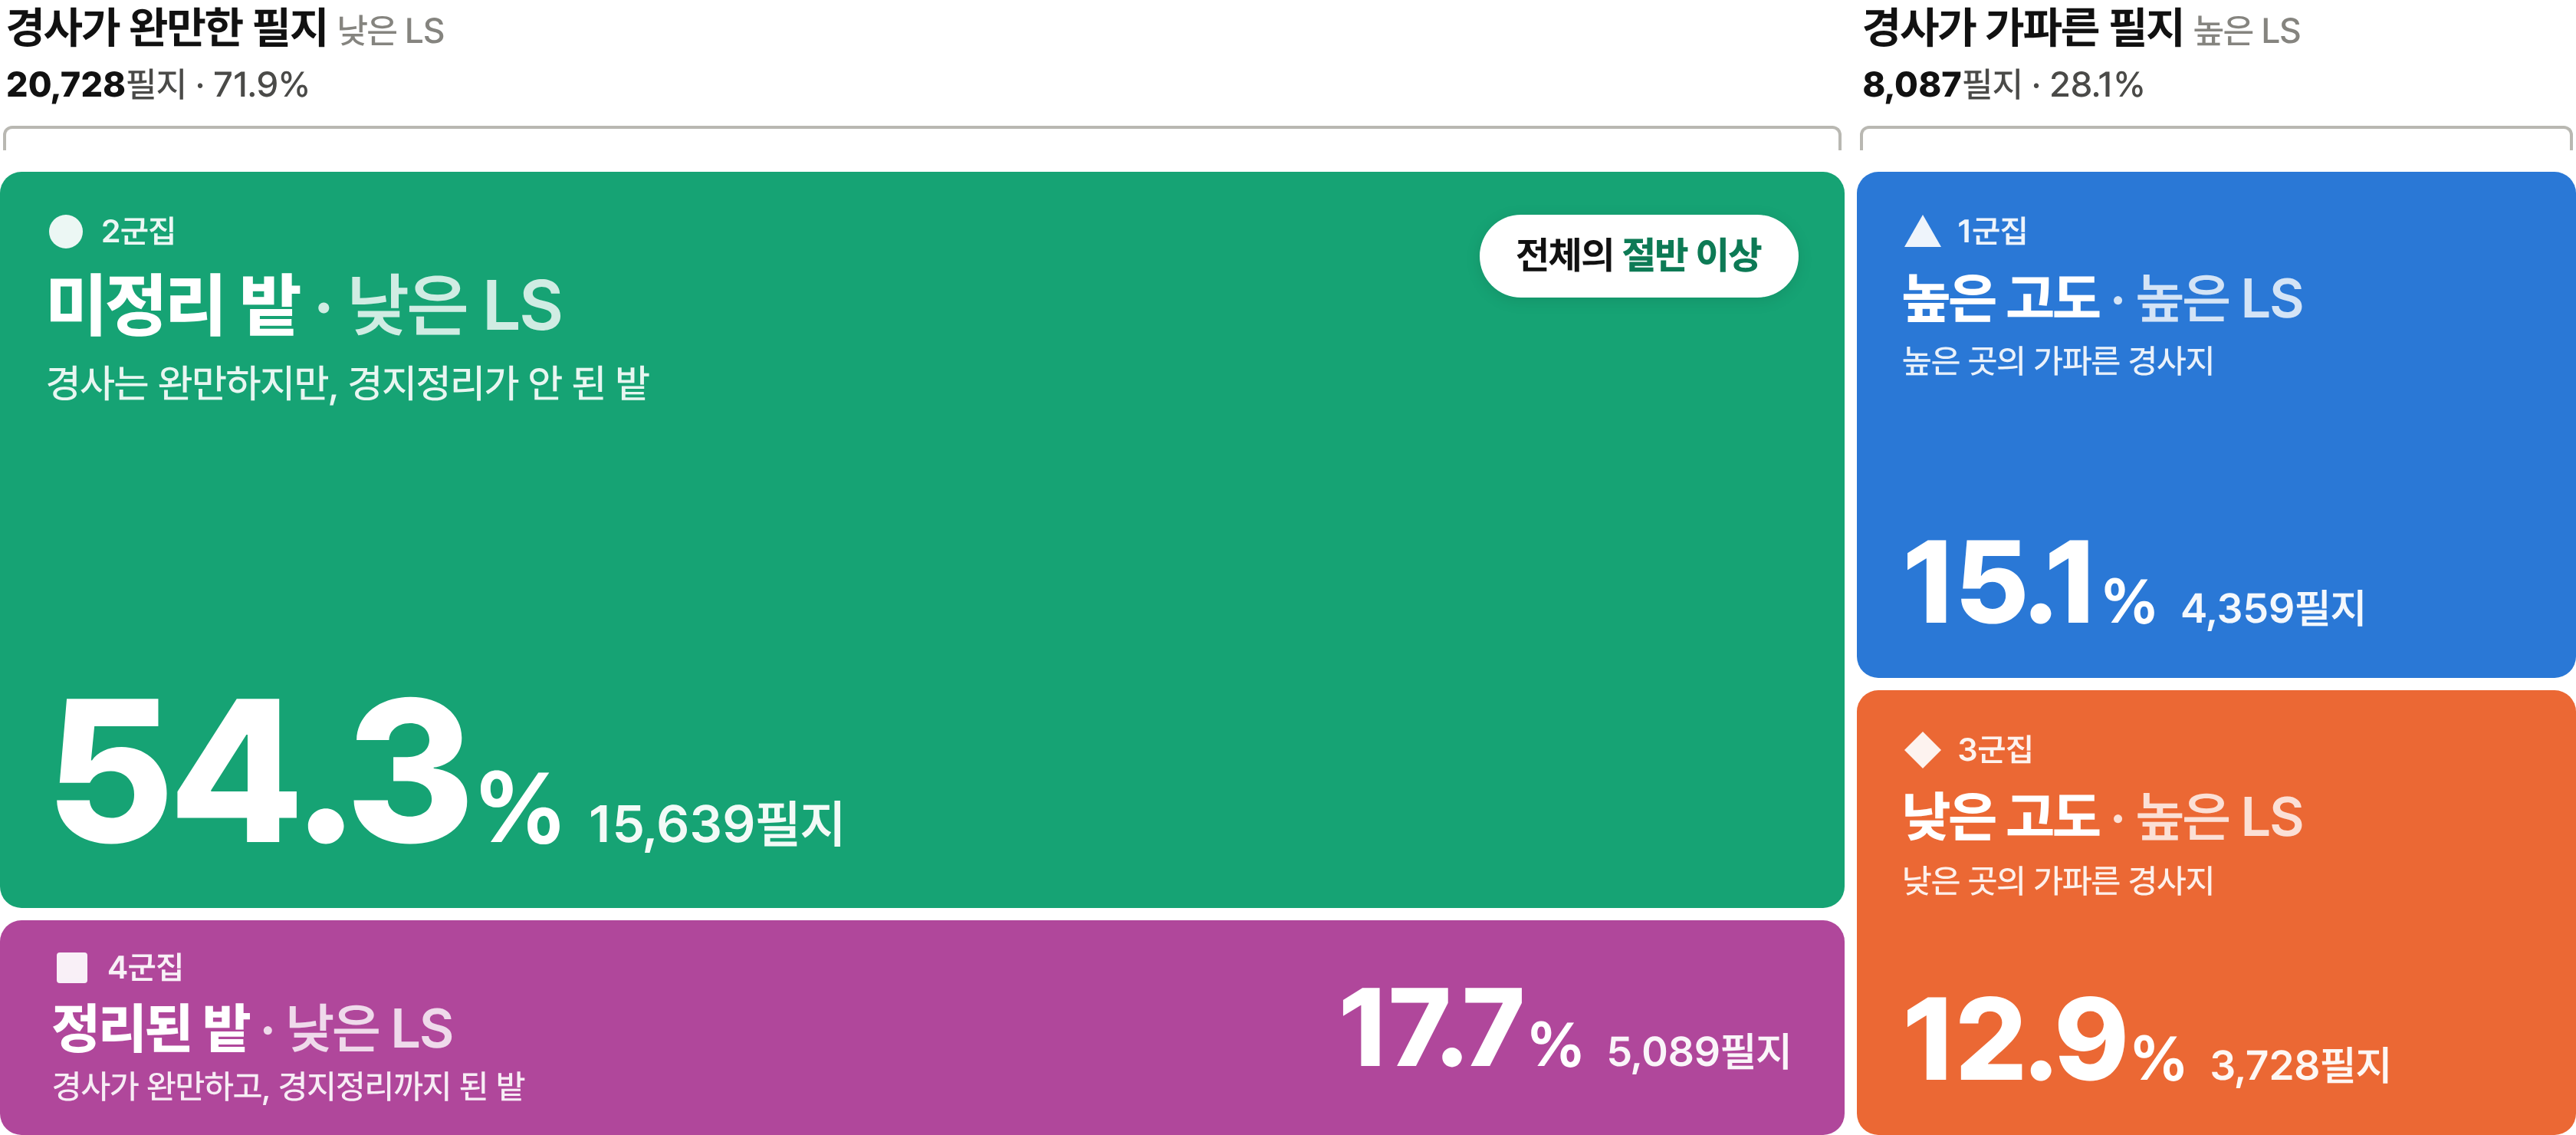 경사가 완만한 필지 낮은 LS
20,728필지 · 71.9%
경사가 가파른 필지 높은 LS
8,087필지 · 28.1%
2군집
전체의 절반 이상
미정리 밭 · 낮은 LS
경사는 완만하지만, 경지정리가 안 된 밭
54.3% 15,639필지
4군집
정리된 밭 · 낮은 LS
경사가 완만하고, 경지정리까지 된 밭
17.7% 5,089필지
1군집
높은 고도 · 높은 LS
높은 곳의 가파른 경사지
15.1% 4,359필지
3군집
낮은 고도 · 높은 LS
낮은 곳의 가파른 경사지
12.9% 3,728필지